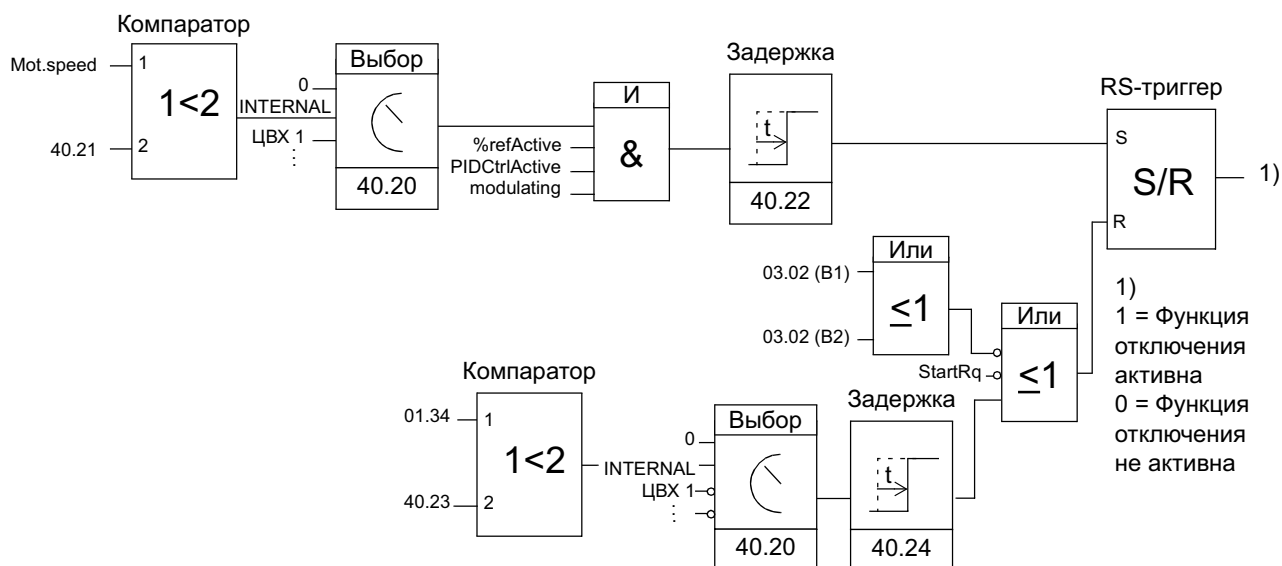 Компаратор
Mot.speed
1
2
1<2
40.21
Выбор
0
INTERNAL
ЦВХ 1
⋮
40.20
И
&
%refActive
PIDCtrlActive
modulating
Задержка
t
40.22
RS-триггер
S
S/R
R
1)
Или
03.02 (B1)
≤1
03.02 (B2)
Или
StartRq
≤1
1)
1 = Функция
отключения
активна
0 = Функция
отключения
не активна
Компаратор
01.34
1
1<2
40.23
2
Выбор
0
INTERNAL
ЦВХ 1
⋮
40.20
Задержка
t
40.24